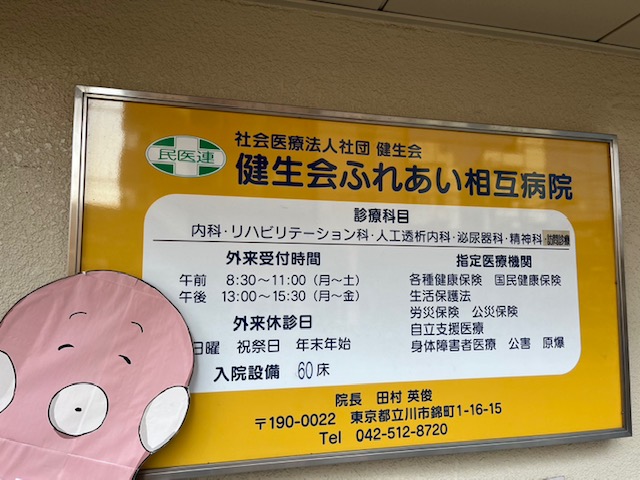 民医連
社会医療法人社団 健生会
健生会ふれあい相互病院
診療科目
内科・リハビリテーション科・人工透析内科・泌尿器科・精神科 訪問診療
外来受付時間
午前 8:30～11:00（月～土）
午後 13:00～15:30（月～金）
外来休診日
日曜 祝祭日 年末年始
入院設備 60床
指定医療機関
各種健康保険 国民健康保険
生活保護法
労災保険 公災保険
自立支援医療
身体障害者医療 公害 原爆
院長 田村 英俊
〒190-0022 東京都立川市錦町1-16-15
Tel 042-512-8720